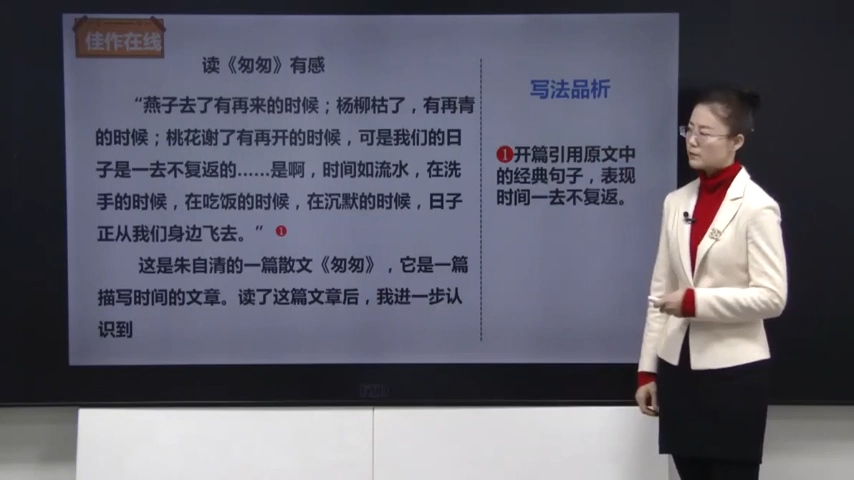 佳作在线
读《匆匆》有感
“燕子去了有再来的时候；杨柳枯了，有再青
的时候；桃花谢了有再开的时候，可是我们的日
子是一去不复返的……是啊，时间如流水，在洗
手的时候，在吃饭的时候，在沉默的时候，日子
正从我们身边飞去。”❶
这是朱自清的一篇散文《匆匆》，它是一篇
描写时间的文章。读了这篇文章后，我进一步认
识到
写法品析
❶开篇引用原文中
的经典句子，表现
时间一去不复返。